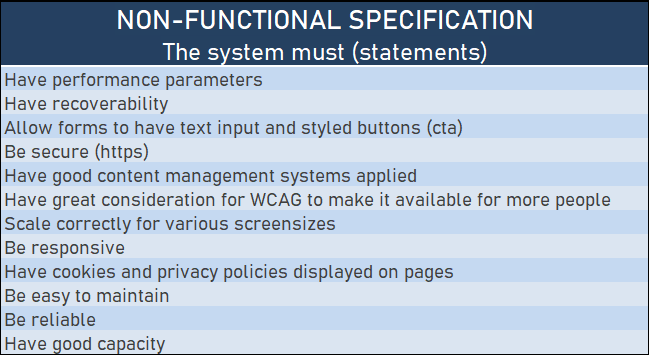 NON-FUNCTIONAL SPECIFICATION
The system must (statements)
Have performance parameters
Have recoverability
Allow forms to have text input and styled buttons (cta)
Be secure (https)
Have good content management systems applied
Have great consideration for WCAG to make it available for more people
Scale correctly for various screensizes
Be responsive
Have cookies and privacy policies displayed on pages
Be easy to maintain
Be reliable
Have good capacity